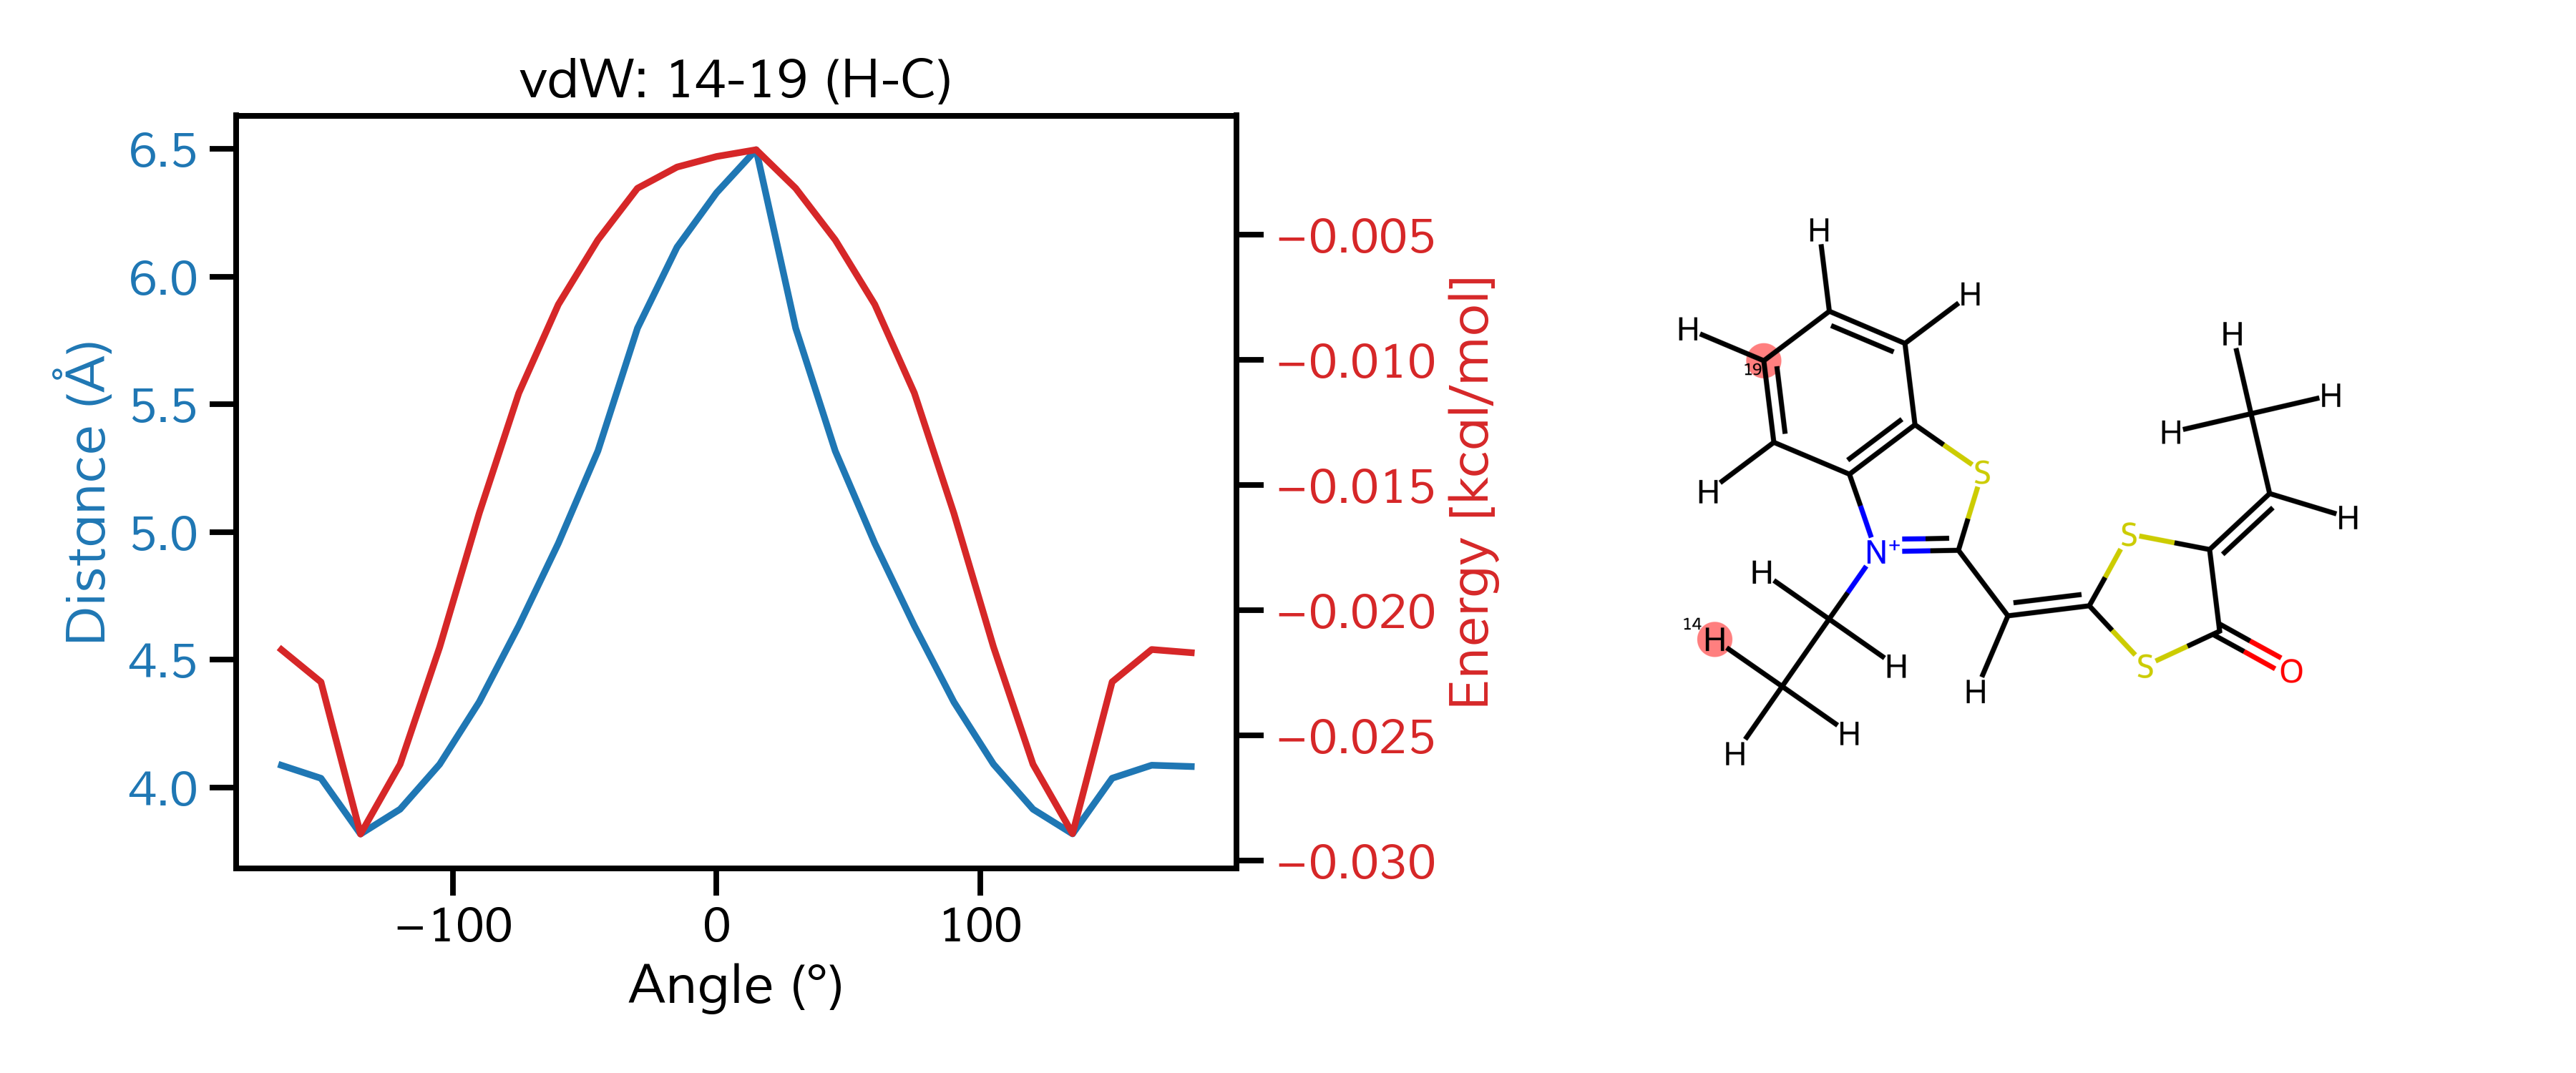 vdW: 14-19 (H-C)
Distance (Å)
6.5
6.0
5.5
5.0
4.5
4.0
−100
0
100
Angle (°)
−0.005
−0.010
−0.015
−0.020
−0.025
−0.030
Energy [kcal/mol]
H
H
H
19
H
S
N+
H
14
H
H
H
H
H
S
S
O
H
H
H
H